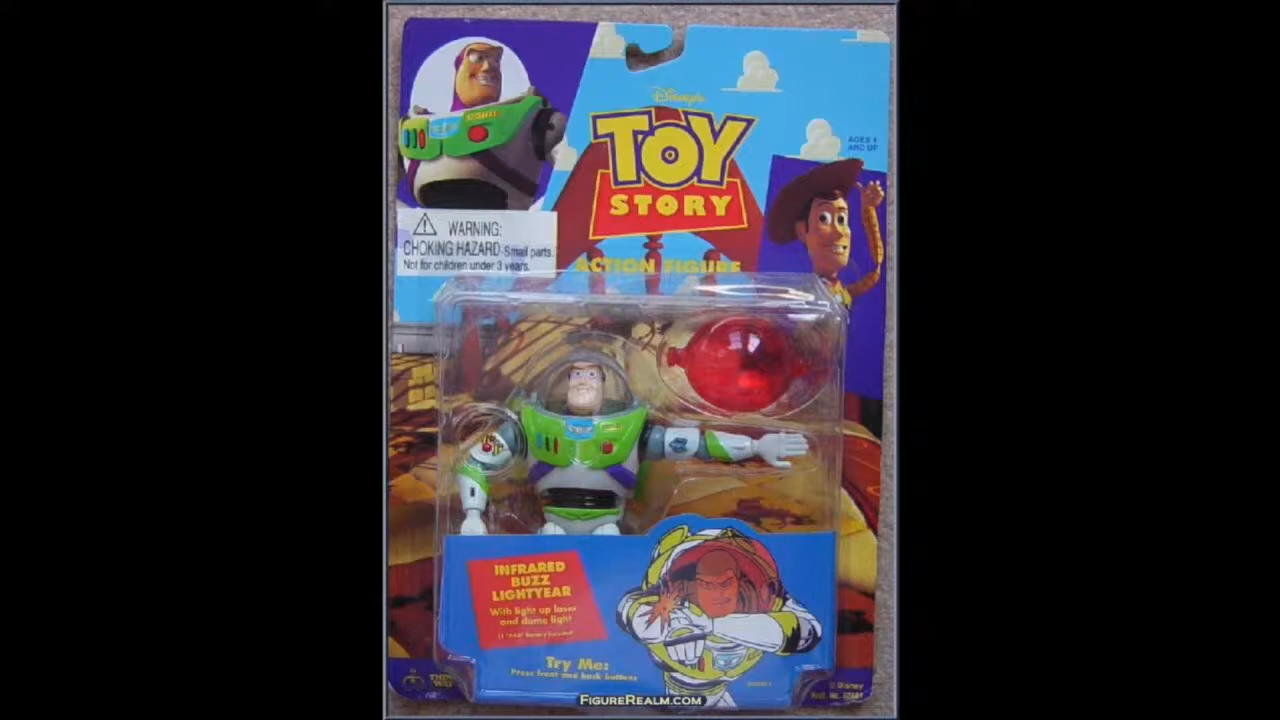 Disney's
TOY
STORY
AGES 4
AND UP
WARNING:
CHOKING HAZARD-Small parts.
Not for children under 3 years.
ACTION FIGURE
INFRARED
BUZZ
LIGHTYEAR
With light up laser
and dome light
Try Me:
Press front and back buttons
© Disney
FIGUREREALM.COM